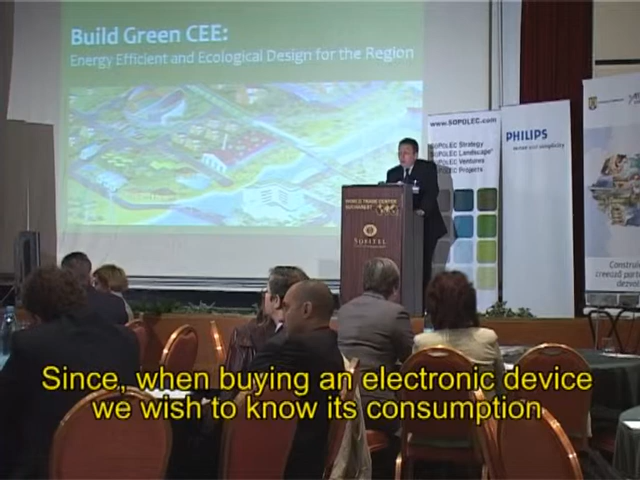 Build Green CEE:
Energy Efficient and Ecological Design for the Region
www.SOPOLEC.com
SOPOLEC Strategy
SOPOLEC Landscape
SOPOLEC Ventures
SOPOLEC Projects
PHILIPS
sense and simplicity
WORLD TRADE CENTER
BUCHAREST
SOFITEL
creează
Since, when buying an electronic device
we wish to know its consumption